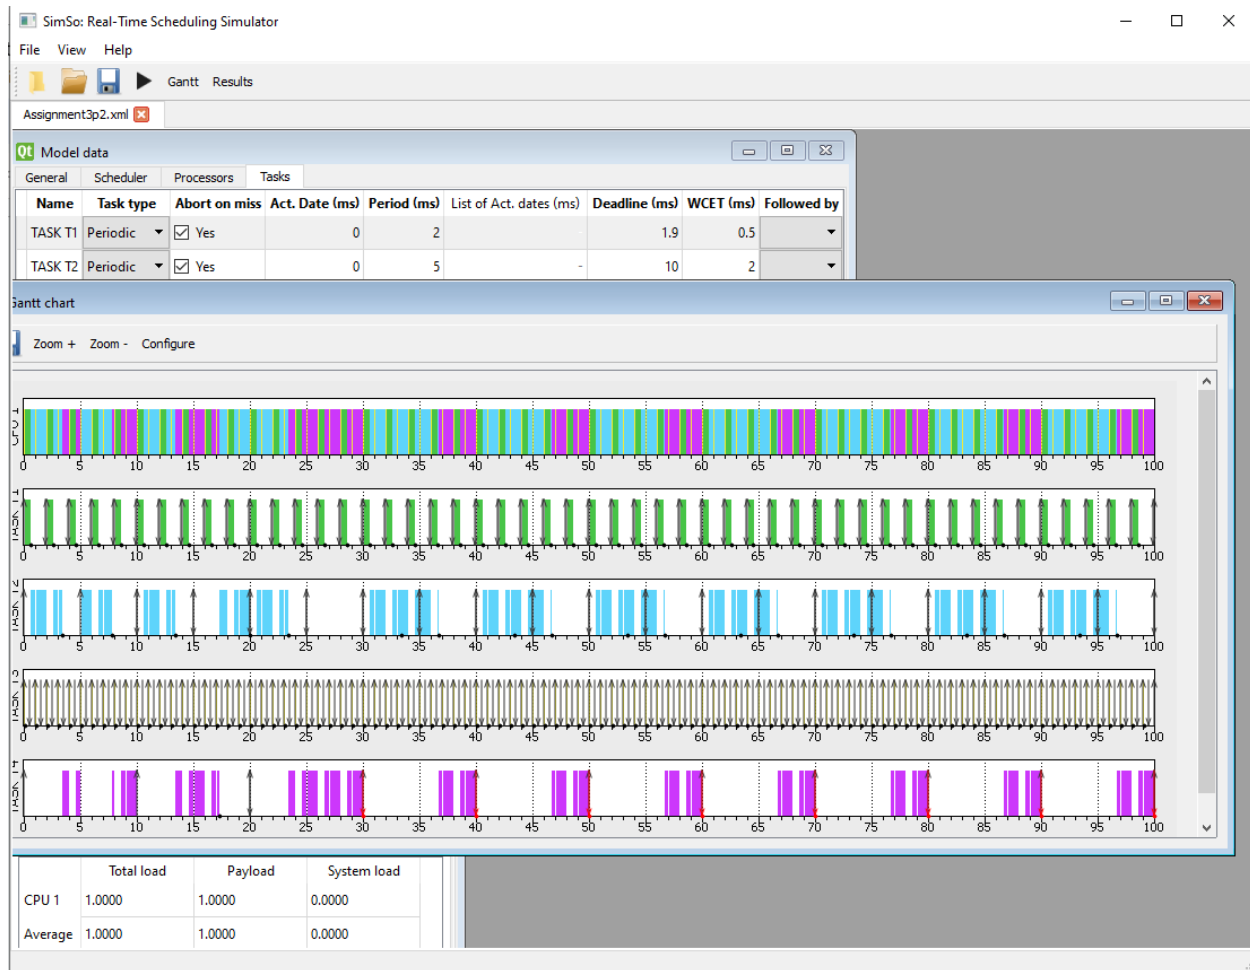 SimSo: Real-Time Scheduling Simulator
File View Help
Gantt Results
Assignment3p2.xml
Qt Model data
General Scheduler Processors Tasks
Name Task type Abort on miss Act. Date (ms) Period (ms) List of Act. dates (ms) Deadline (ms) WCET (ms) Followed by
TASK T1 Periodic Yes 0 2 - 1.9 0.5
TASK T2 Periodic Yes 0 5 - 10 2
Gantt chart
Zoom + Zoom - Configure
0 5 10 15 20 25 30 35 40 45 50 55 60 65 70 75 80 85 90 95 100
0 5 10 15 20 25 30 35 40 45 50 55 60 65 70 75 80 85 90 95 100
0 5 10 15 20 25 30 35 40 45 50 55 60 65 70 75 80 85 90 95 100
0 5 10 15 20 25 30 35 40 45 50 55 60 65 70 75 80 85 90 95 100
0 5 10 15 20 25 30 35 40 45 50 55 60 65 70 75 80 85 90 95 100
Total load Payload System load
CPU 1 1.0000 1.0000 0.0000
Average 1.0000 1.0000 0.0000